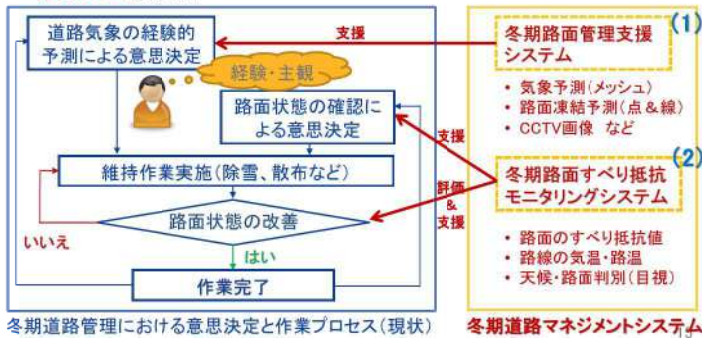 道路気象の経験的
予測による意思決定
支援
(1)
冬期路面管理支援
システム
経験・主観
• 気象予測(メッシュ)
• 路面凍結予測(点&線)
• CCTV画像 など
路面状態の確認に
よる意思決定
支援
(2)
維持作業実施(除雪、散布など)
評価
&
支援
冬期路面すべり抵抗
モニタリングシステム
路面状態の改善
いいえ
はい
• 路面のすべり抵抗値
• 路線の気温・路温
• 天候・路面判別(目視)
作業完了
冬期道路管理における意思決定と作業プロセス(現状)
冬期道路マネジメントシステム